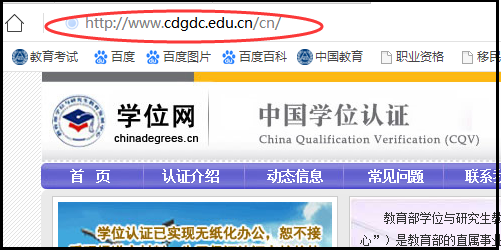 http://www.cdgdc.edu.cn/cn/
教育考试 百度 百度图片 百度百科 中国教育 职业资格 移民
学位网
chinadegrees.cn
中国学位认证
China Qualification Verification (CQV)
首 页 认证介绍 动态信息 常见问题 联系
学位认证已实现无纸化办公，恕不接
教育部学位与研究生教
心”）是教育部的直属事业